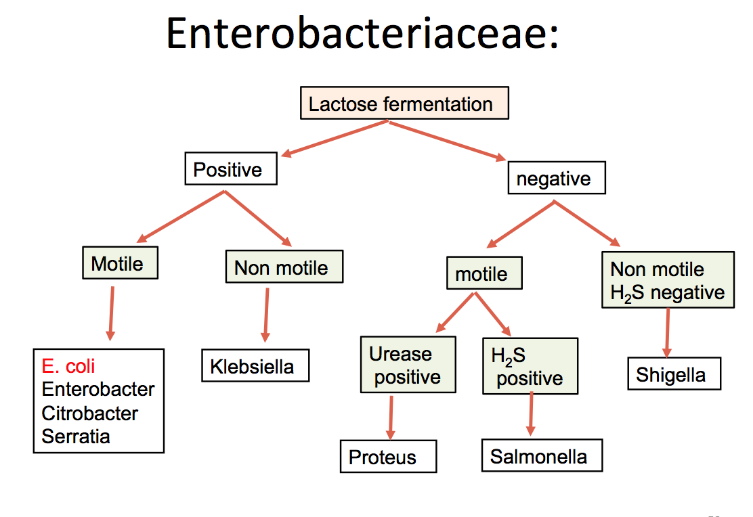 Enterobacteriaceae:
Lactose fermentation
Positive
negative
Motile
Non motile
motile
Non motile
H₂S negative
E. coli
Enterobacter
Citrobacter
Serratia
Klebsiella
Urease
positive
H₂S
positive
Shigella
Proteus
Salmonella